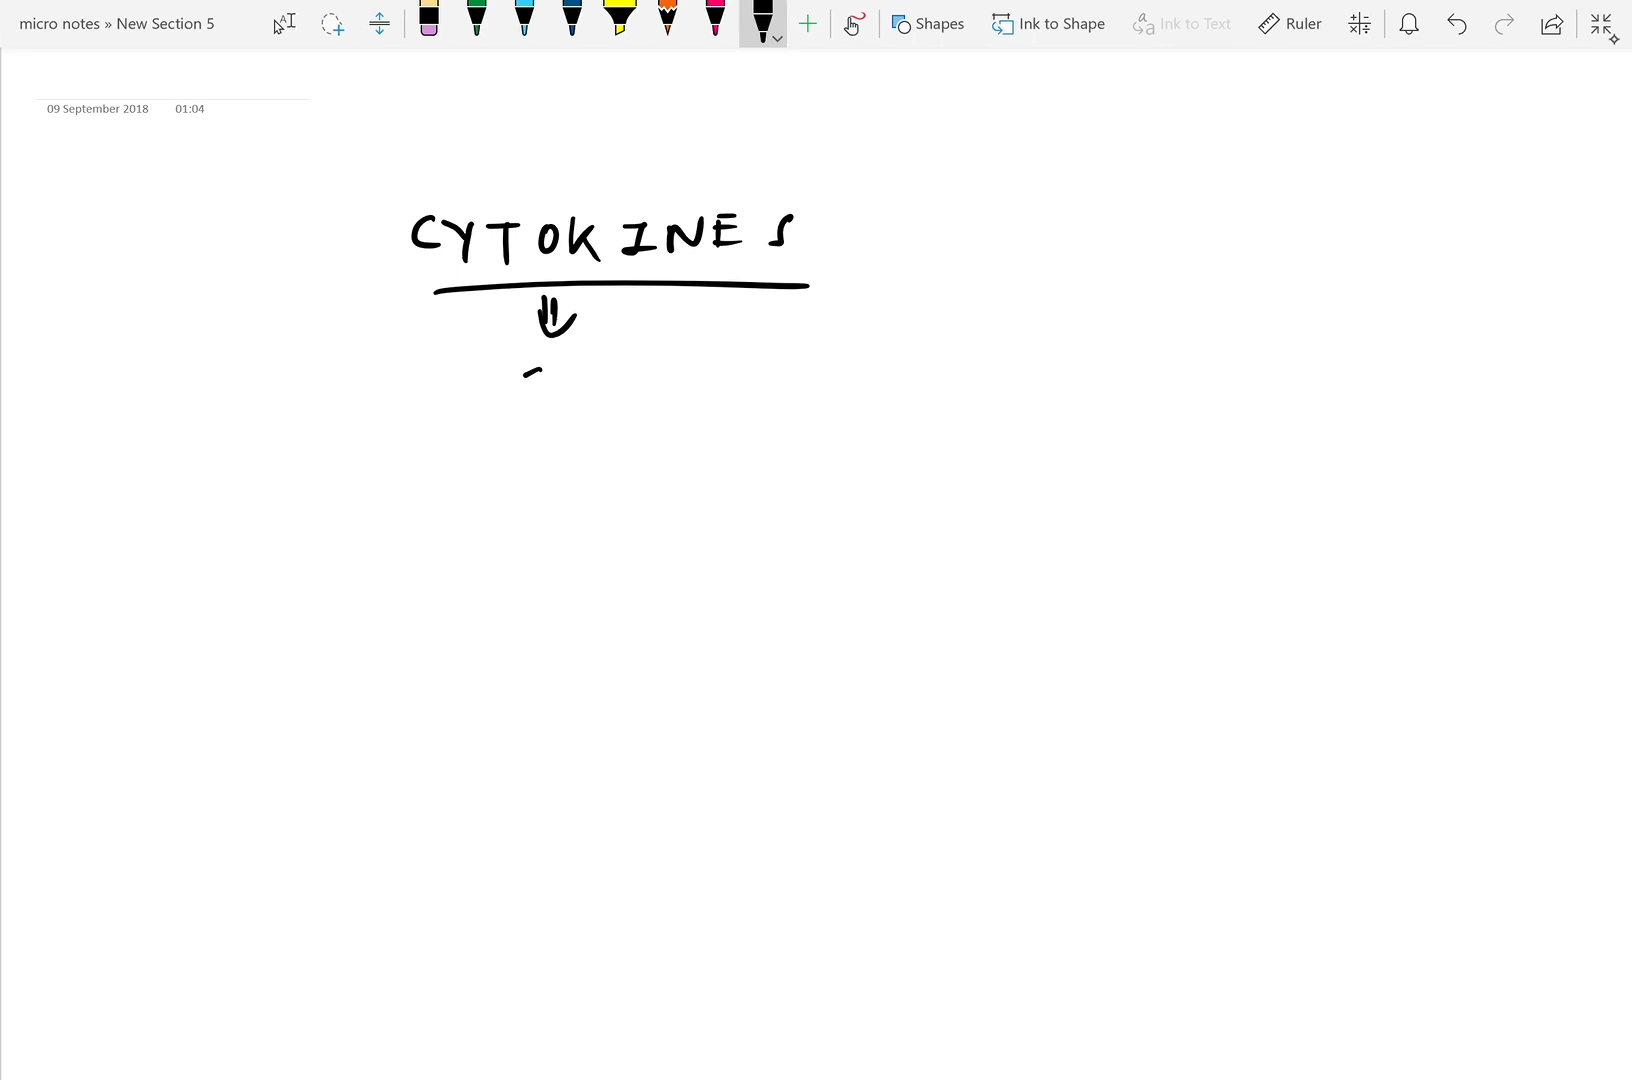 micro notes » New Section 5
Shapes
Ink to Shape
Ink to Text
Ruler
09 September 2018 01:04
CYTOKINES